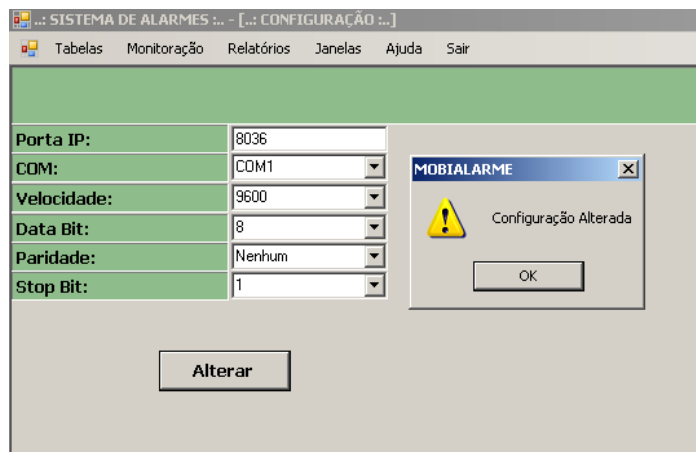 ..: SISTEMA DE ALARMES :.. - [..: CONFIGURAÇÃO :..]
Tabelas Monitoração Relatórios Janelas Ajuda Sair
Porta IP: 8036
COM: COM1
Velocidade: 9600
Data Bit: 8
Paridade: Nenhum
Stop Bit: 1
MOBIALARME
Configuração Alterada
OK
Alterar